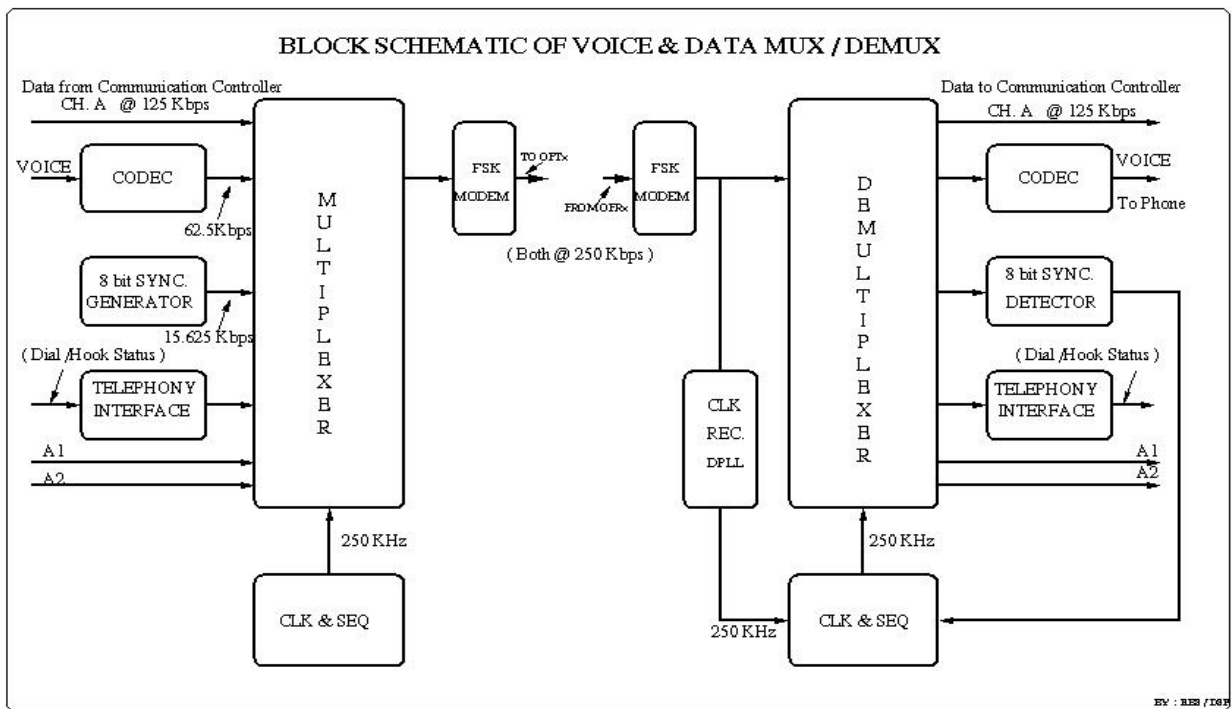 BLOCK SCHEMATIC OF VOICE & DATA MUX / DEMUX
Data from Communication Controller
CH. A @ 125 Kbps
VOICE
CODEC
62.5Kbps
8 bit SYNC.
GENERATOR
15.625 Kbps
( Dial /Hook Status )
TELEPHONY
INTERFACE
A1
A2
MULTIPLEXER
250 KHz
CLK & SEQ
FSK
MODEM
TO OPTx
FROM OFRx
FSK
MODEM
( Both @ 250 Kbps )
CLK
REC.
DPLL
250 KHz
DEMULTIPLEXER
250 KHz
CLK & SEQ
Data to Communication Controller
CH. A @ 125 Kbps
CODEC
VOICE
To Phone
8 bit SYNC.
DETECTOR
( Dial /Hook Status )
TELEPHONY
INTERFACE
A1
A2
BY :